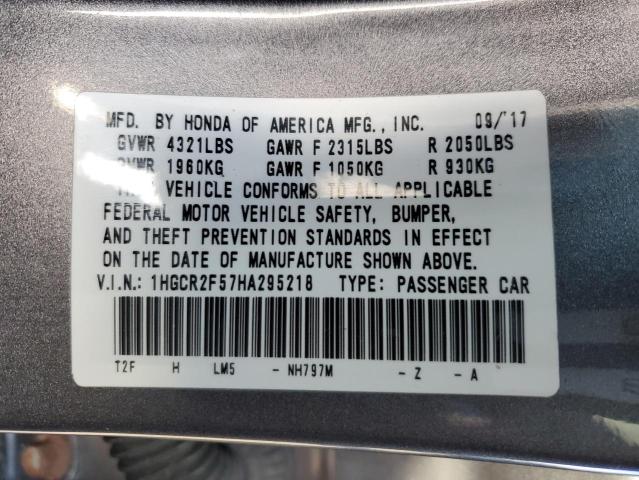 MFD. BY HONDA OF AMERICA MFG., INC. 09/'17
GVWR 4321LBS GAWR F 2315LBS R 2050LBS
GVWR 1960KG GAWR F 1050KG R 930KG
THIS VEHICLE CONFORMS TO ALL APPLICABLE
FEDERAL MOTOR VEHICLE SAFETY, BUMPER,
AND THEFT PREVENTION STANDARDS IN EFFECT
ON THE DATE OF MANUFACTURE SHOWN ABOVE.
V.I.N.: 1HGCR2F57HA295218 TYPE: PASSENGER CAR
T2F H LM5 - NH797M - Z - A